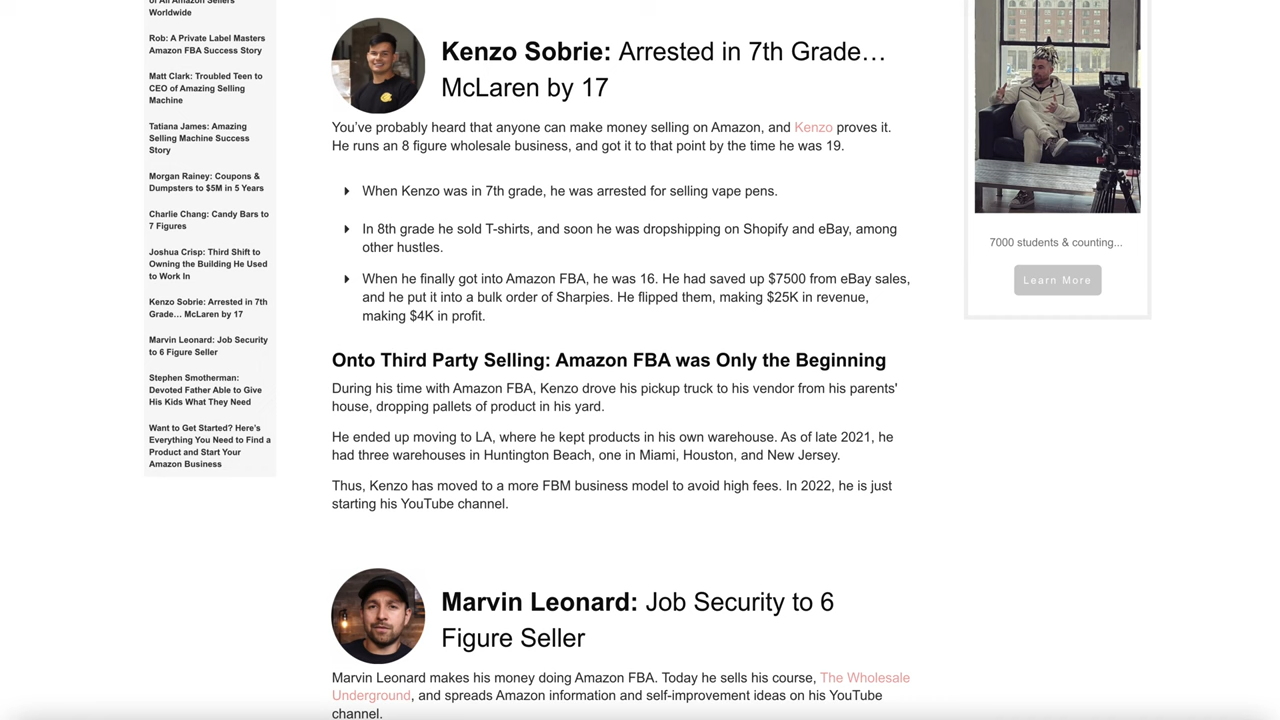 of All Amazon Sellers
Worldwide
Rob: A Private Label Masters
Amazon FBA Success Story
Matt Clark: Troubled Teen to
CEO of Amazing Selling
Machine
Tatiana James: Amazing
Selling Machine Success
Story
Morgan Rainey: Coupons &
Dumpsters to $5M in 5 Years
Charlie Chang: Candy Bars to
7 Figures
Joshua Crisp: Third Shift to
Owning the Building He Used
to Work In
Kenzo Sobrie: Arrested in 7th
Grade… McLaren by 17
Marvin Leonard: Job Security
to 6 Figure Seller
Stephen Smotherman:
Devoted Father Able to Give
His Kids What They Need
Want to Get Started? Here's
Everything You Need to Find a
Product and Start Your
Amazon Business
Kenzo Sobrie: Arrested in 7th Grade…
McLaren by 17
You've probably heard that anyone can make money selling on Amazon, and Kenzo proves it.
He runs an 8 figure wholesale business, and got it to that point by the time he was 19.
When Kenzo was in 7th grade, he was arrested for selling vape pens.
In 8th grade he sold T-shirts, and soon he was dropshipping on Shopify and eBay, among
other hustles.
When he finally got into Amazon FBA, he was 16. He had saved up $7500 from eBay sales,
and he put it into a bulk order of Sharpies. He flipped them, making $25K in revenue,
making $4K in profit.
Onto Third Party Selling: Amazon FBA was Only the Beginning
During his time with Amazon FBA, Kenzo drove his pickup truck to his vendor from his parents'
house, dropping pallets of product in his yard.
He ended up moving to LA, where he kept products in his own warehouse. As of late 2021, he
had three warehouses in Huntington Beach, one in Miami, Houston, and New Jersey.
Thus, Kenzo has moved to a more FBM business model to avoid high fees. In 2022, he is just
starting his YouTube channel.
Marvin Leonard: Job Security to 6
Figure Seller
Marvin Leonard makes his money doing Amazon FBA. Today he sells his course, The Wholesale
Underground, and spreads Amazon information and self-improvement ideas on his YouTube
channel.
7000 students & counting...
Learn More